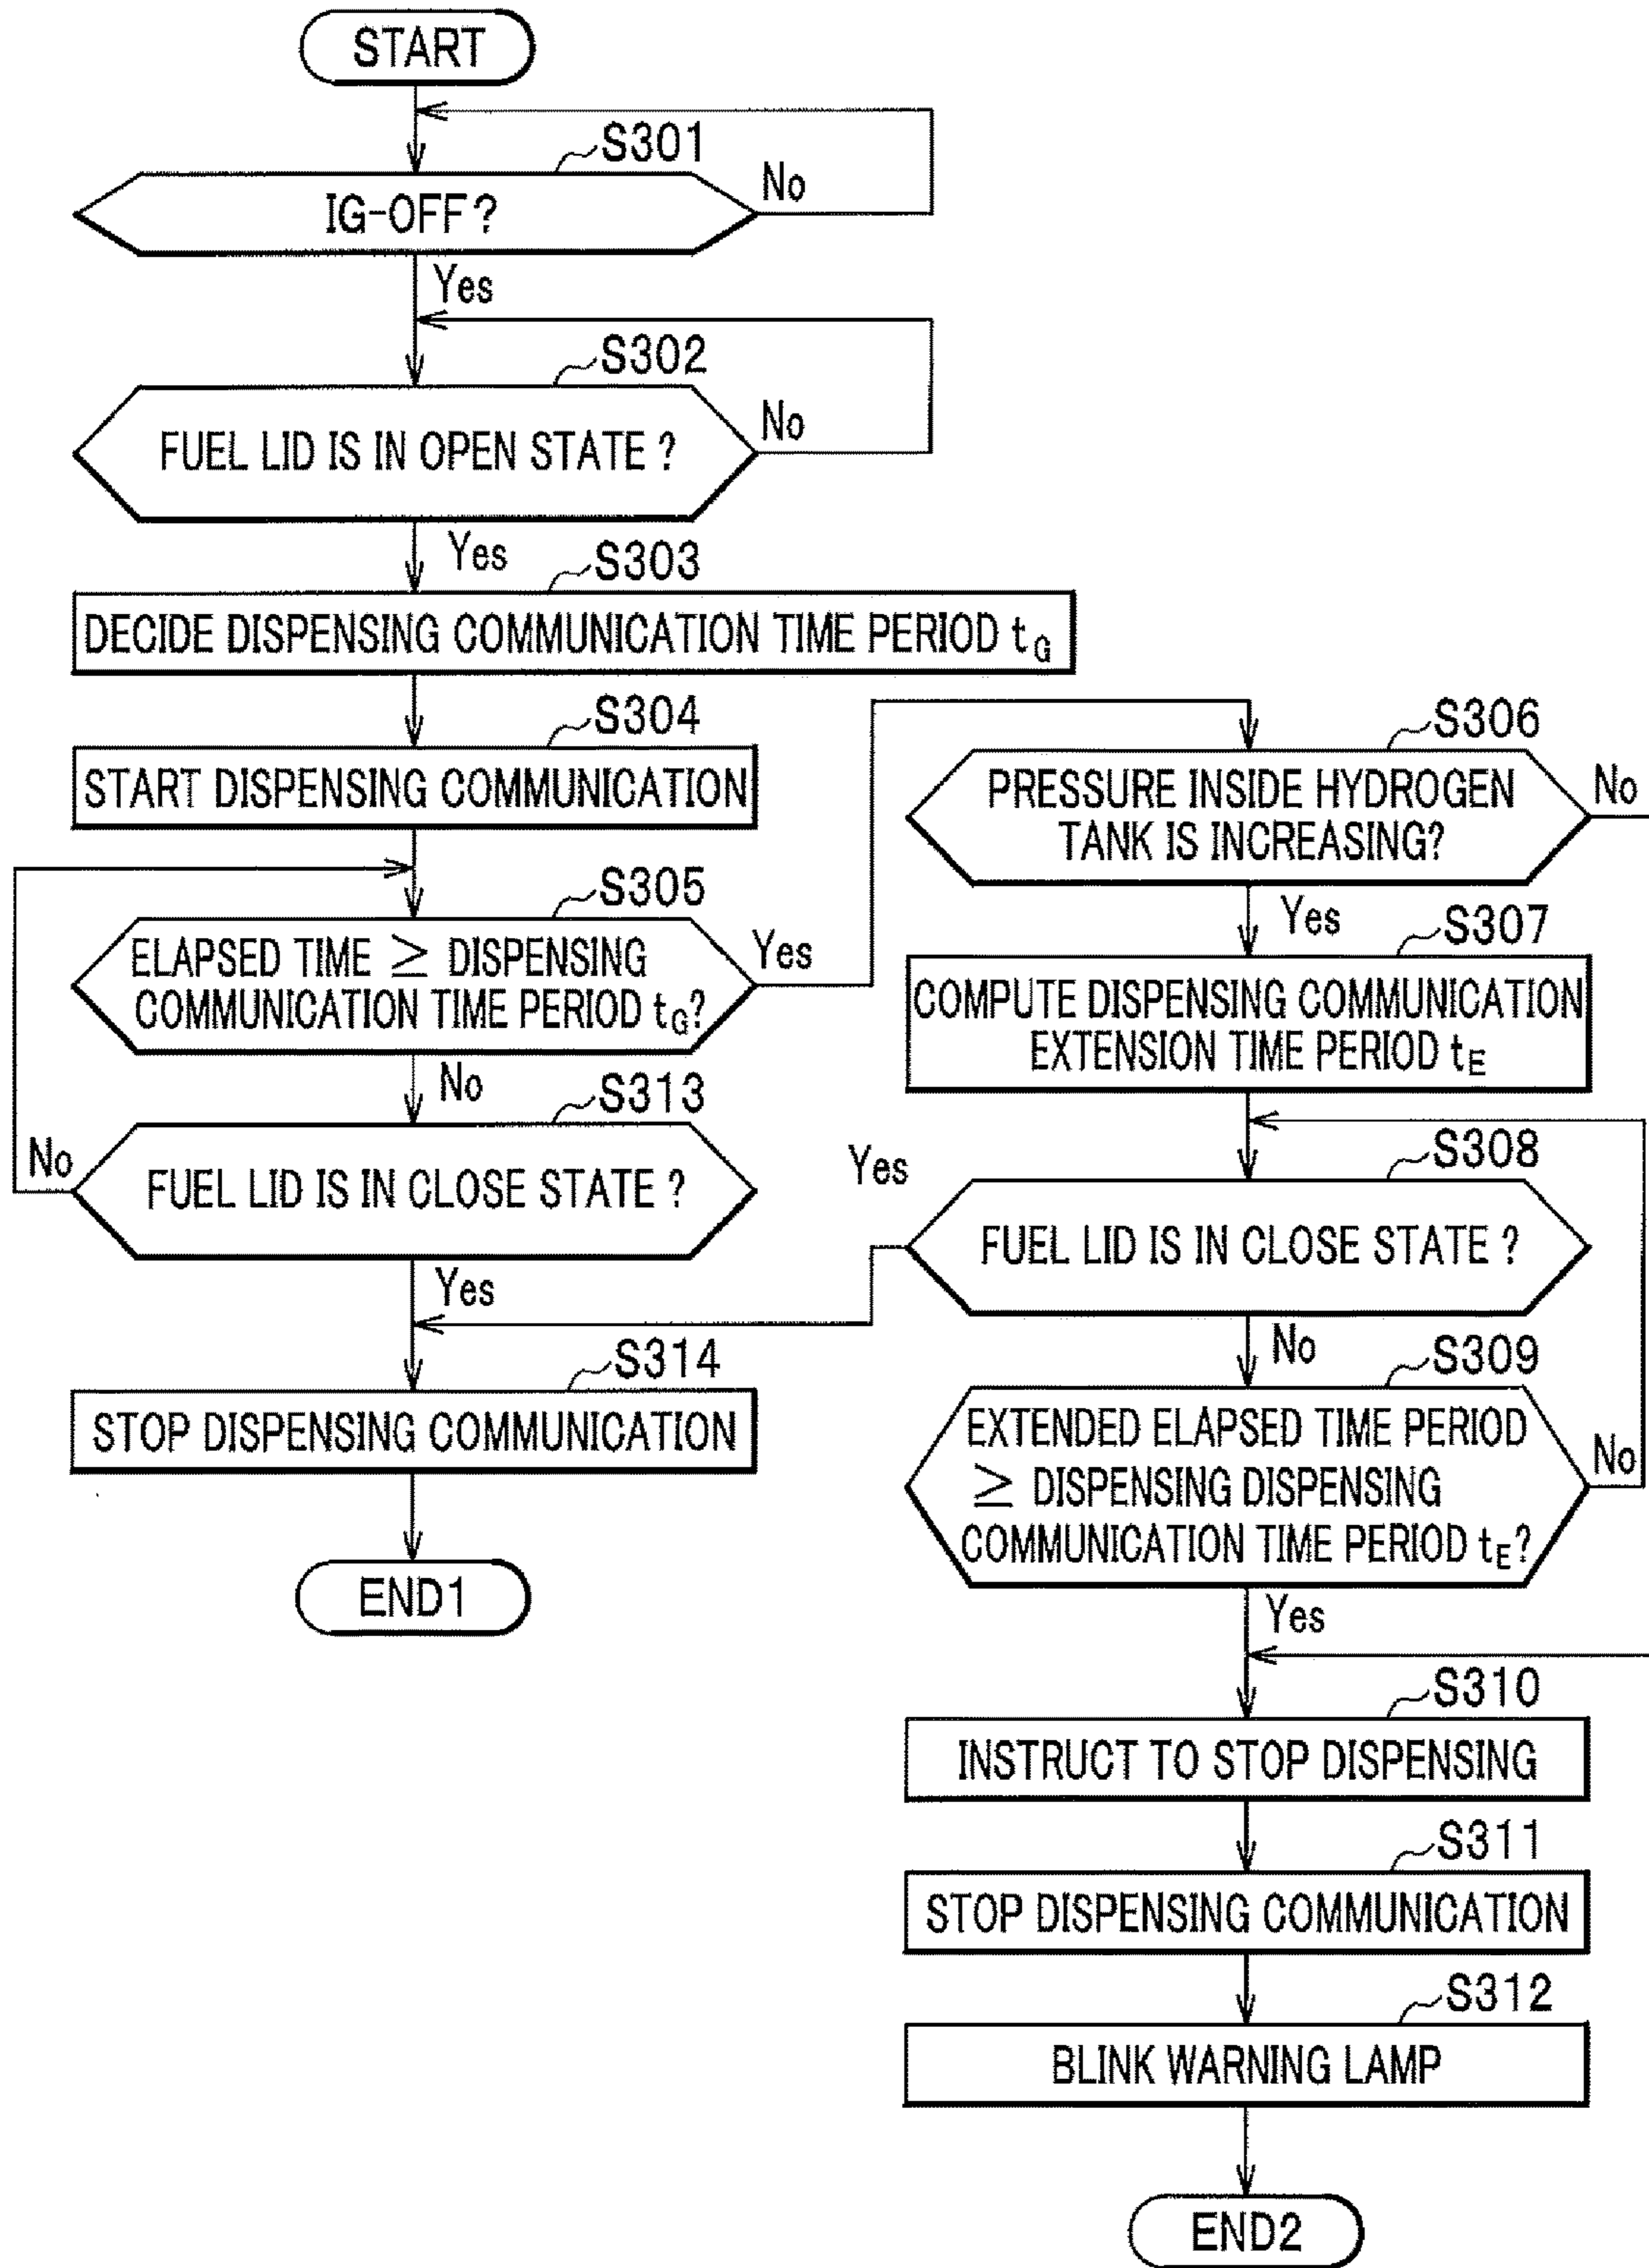 START
S301
IG-OFF?
No
Yes
S302
FUEL LID IS IN OPEN STATE ?
No
Yes
S303
DECIDE DISPENSING COMMUNICATION TIME PERIOD tG
S304
START DISPENSING COMMUNICATION
S305
ELAPSED TIME ≥ DISPENSING
COMMUNICATION TIME PERIOD tG?
Yes
No
S313
FUEL LID IS IN CLOSE STATE ?
No
Yes
S314
STOP DISPENSING COMMUNICATION
END1
S306
PRESSURE INSIDE HYDROGEN
TANK IS INCREASING?
No
Yes
S307
COMPUTE DISPENSING COMMUNICATION
EXTENSION TIME PERIOD tE
S308
Yes
FUEL LID IS IN CLOSE STATE ?
No
S309
EXTENDED ELAPSED TIME PERIOD
≥ DISPENSING DISPENSING
COMMUNICATION TIME PERIOD tE?
No
Yes
S310
INSTRUCT TO STOP DISPENSING
S311
STOP DISPENSING COMMUNICATION
S312
BLINK WARNING LAMP
END2